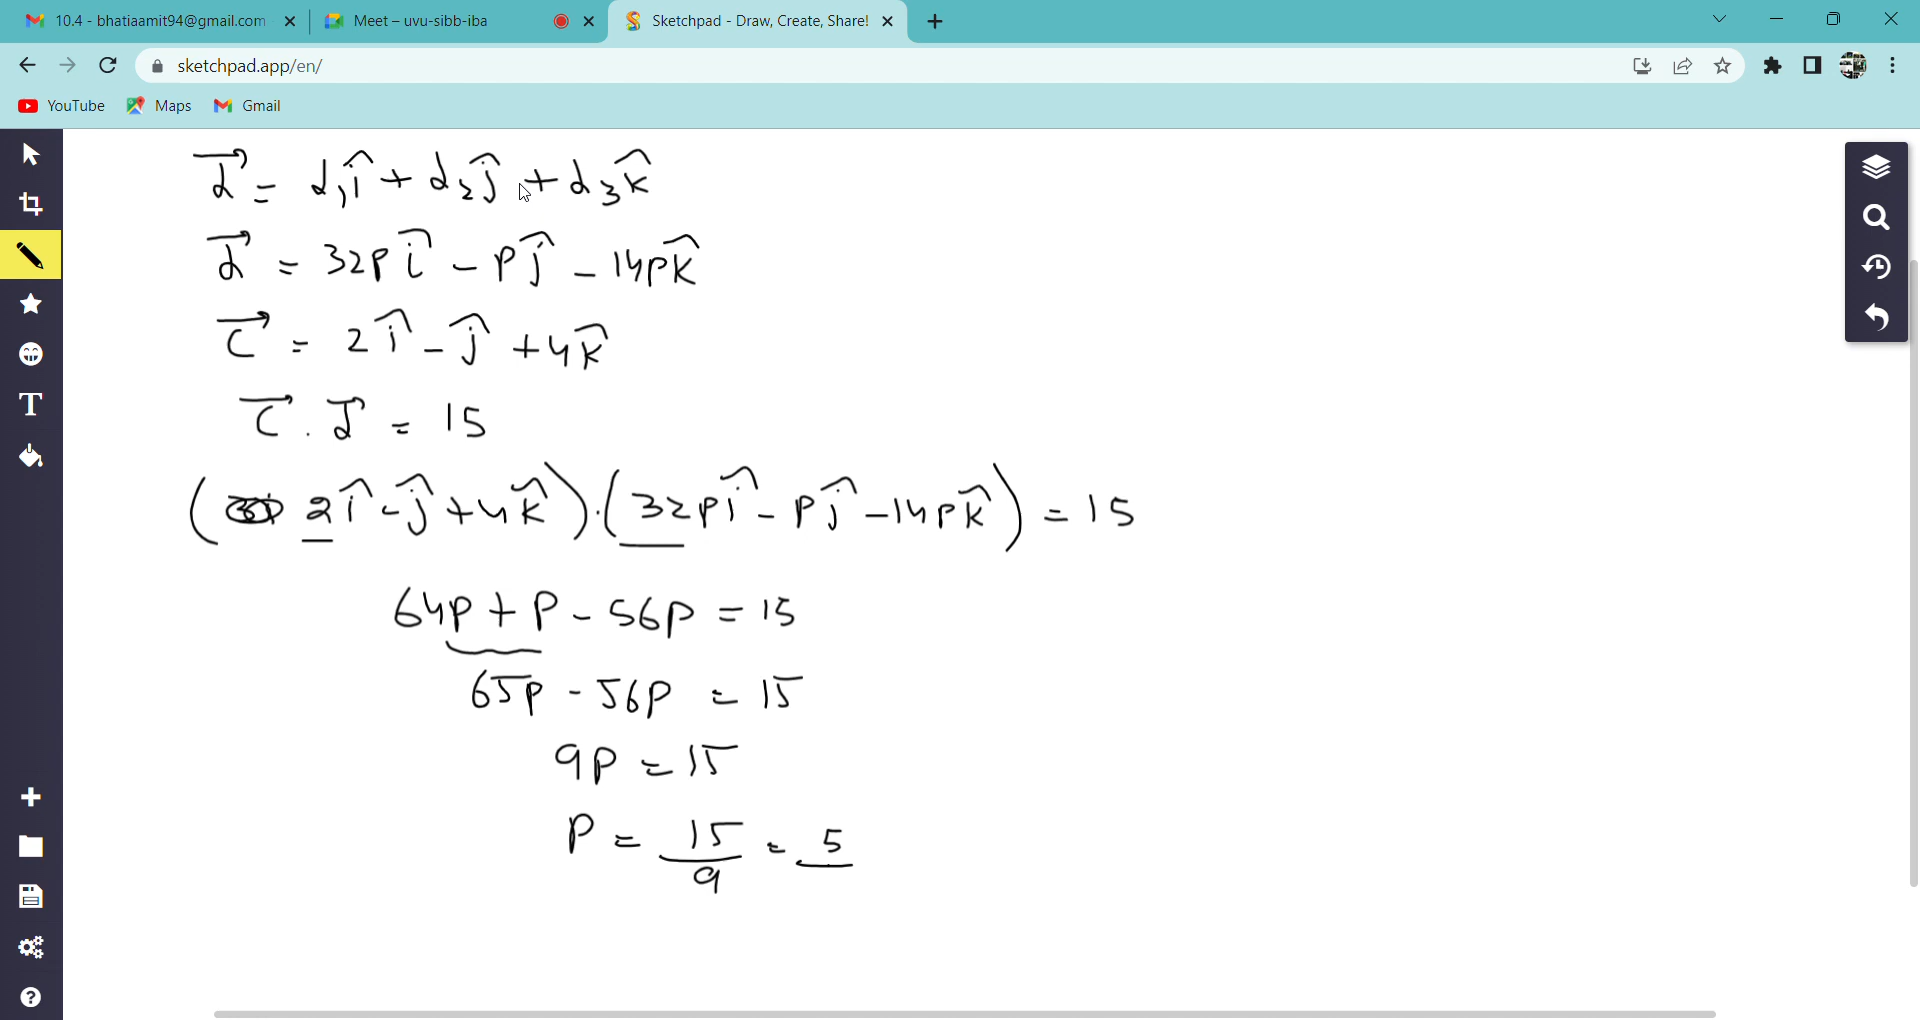 10.4 - bhatiaamit94@gmail.com
Meet – uvu-sibb-iba
Sketchpad - Draw, Create, Share!
sketchpad.app/en/
YouTube
Maps
Gmail
d⃗ = d₁î + d₂ĵ + d₃k̂
d⃗ = 32pî - pĵ - 14pk̂
c⃗ = 2î - ĵ + 4k̂
c⃗ . d⃗ = 15
( 2î - ĵ + 4k̂ ) . ( 32pî - pĵ - 14pk̂ ) = 15
64p + p - 56p = 15
65p - 56p = 15
9p = 15
P = 15/9 = 5
T